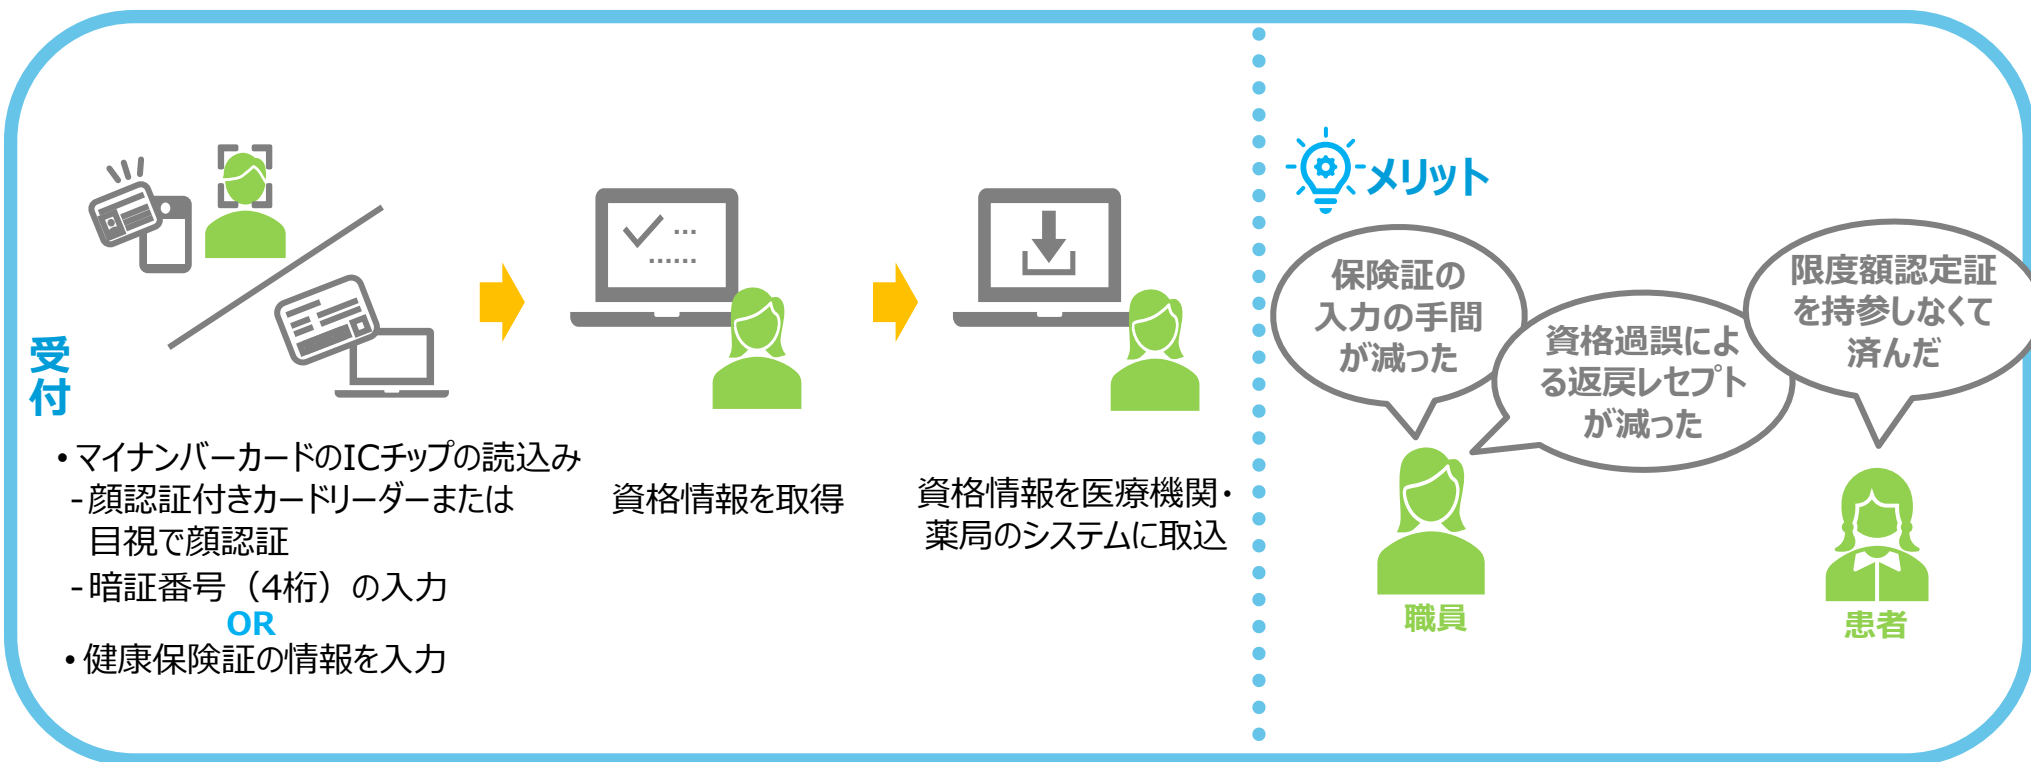 受付
・マイナンバーカードのICチップの読込み
-顔認証付きカードリーダーまたは
目視で顔認証
-暗証番号（4桁）の入力
OR
・健康保険証の情報を入力
資格情報を取得
資格情報を医療機関・
薬局のシステムに取込
メリット
保険証の
入力の手間
が減った
資格過誤によ
る返戻レセプト
が減った
職員
限度額認定証
を持参しなくて
済んだ
患者